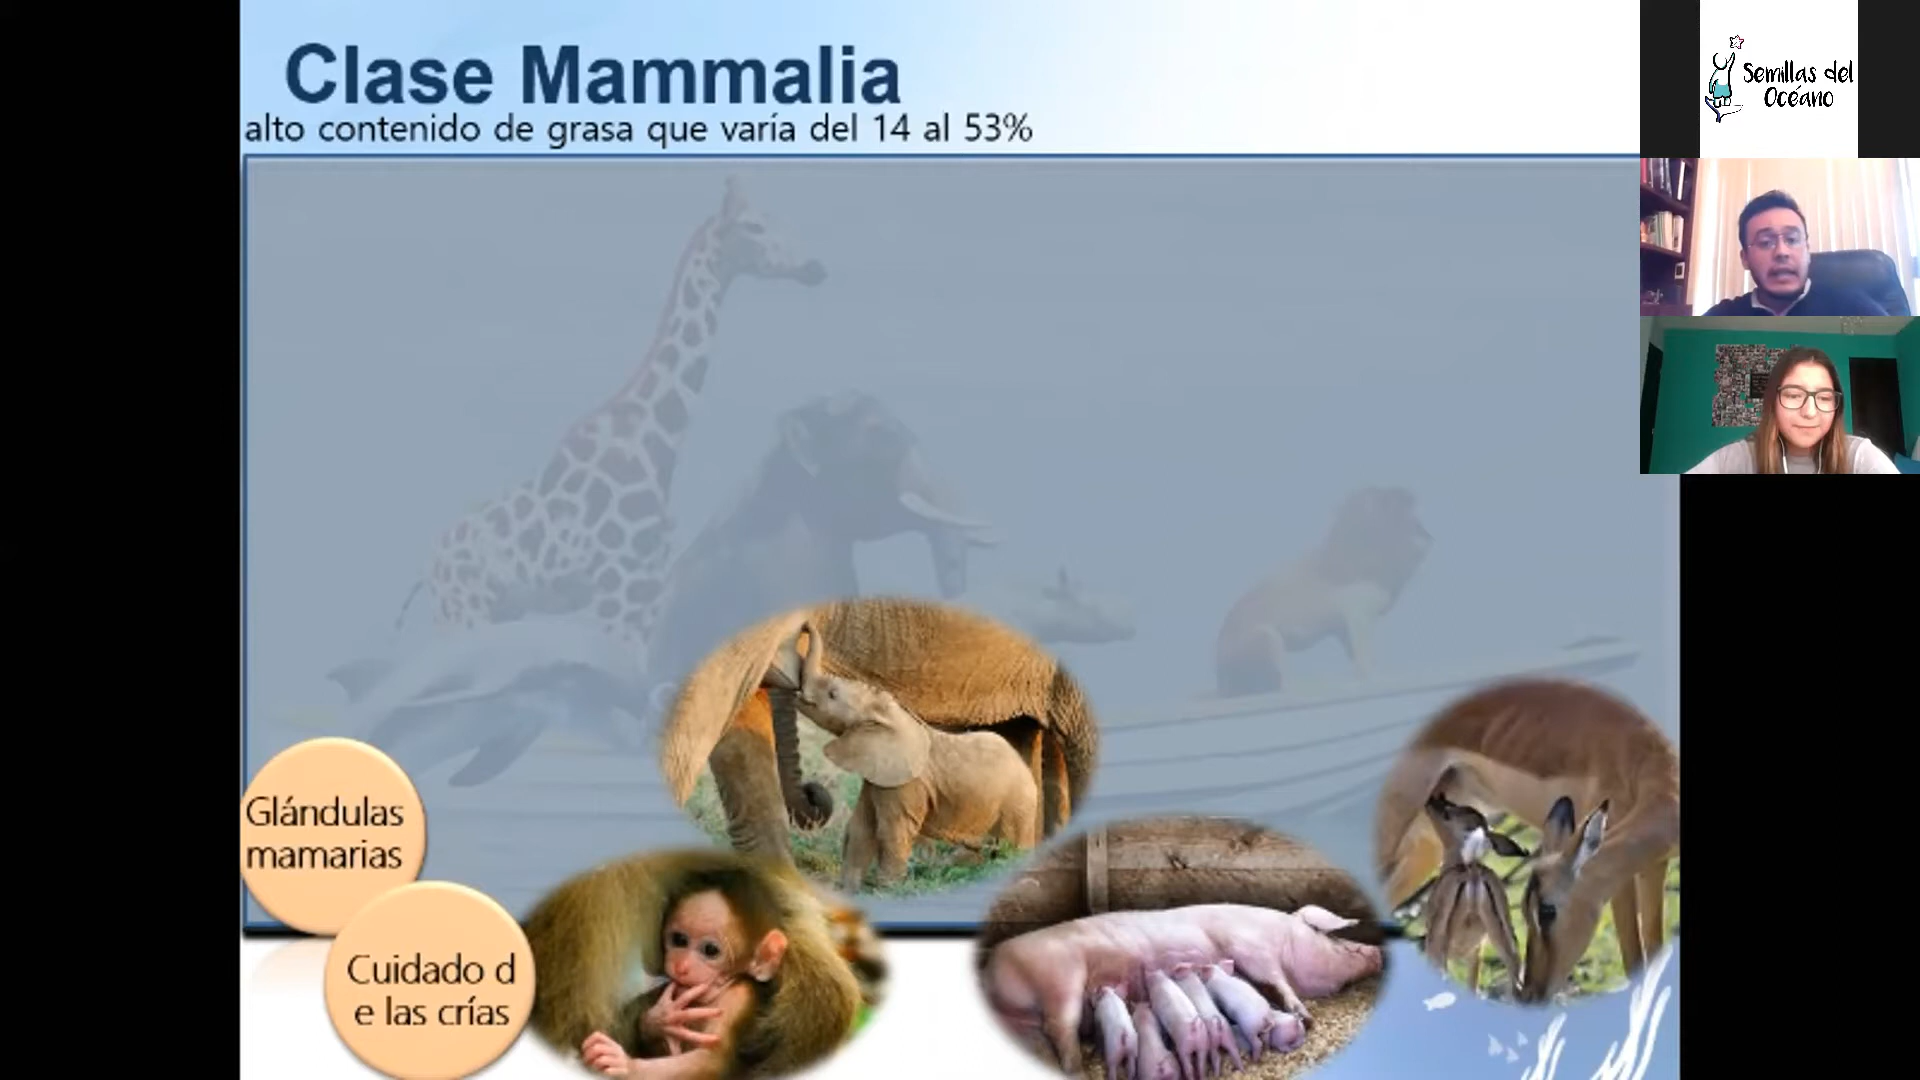 Clase Mammalia
alto contenido de grasa que varía del 14 al 53%
Semillas del
Océano
Glándulas
mamarias
Cuidado d
e las crías